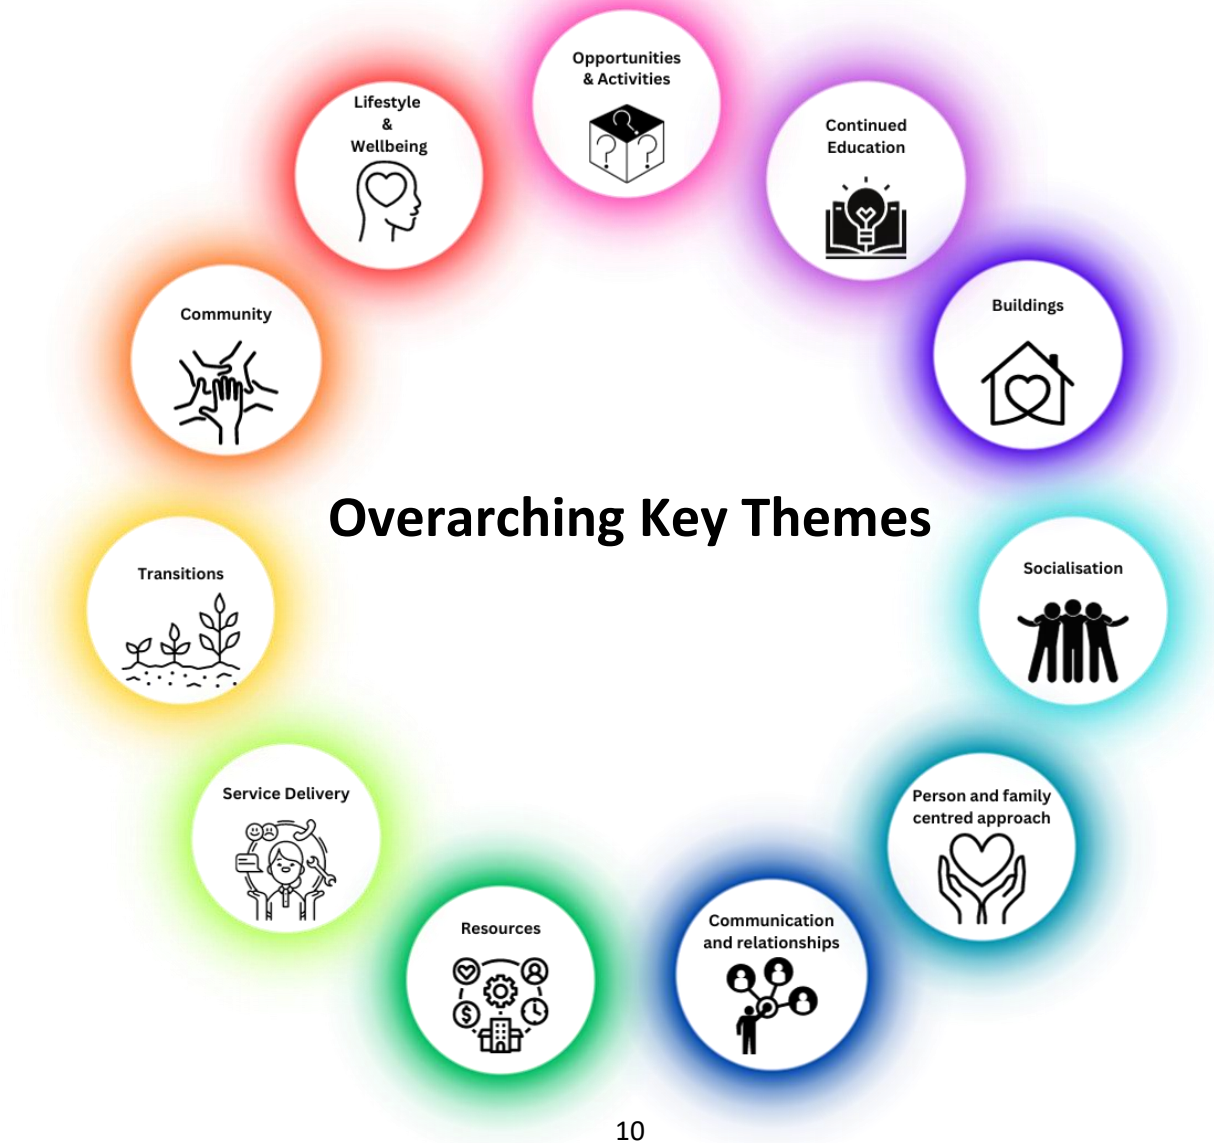 Opportunities
& Activities
Continued
Education
Buildings
Socialisation
Person and family
centred approach
Communication
and relationships
Resources
$
Service Delivery
Transitions
Community
Lifestyle
&
Wellbeing
? ? ?
Overarching Key Themes
10